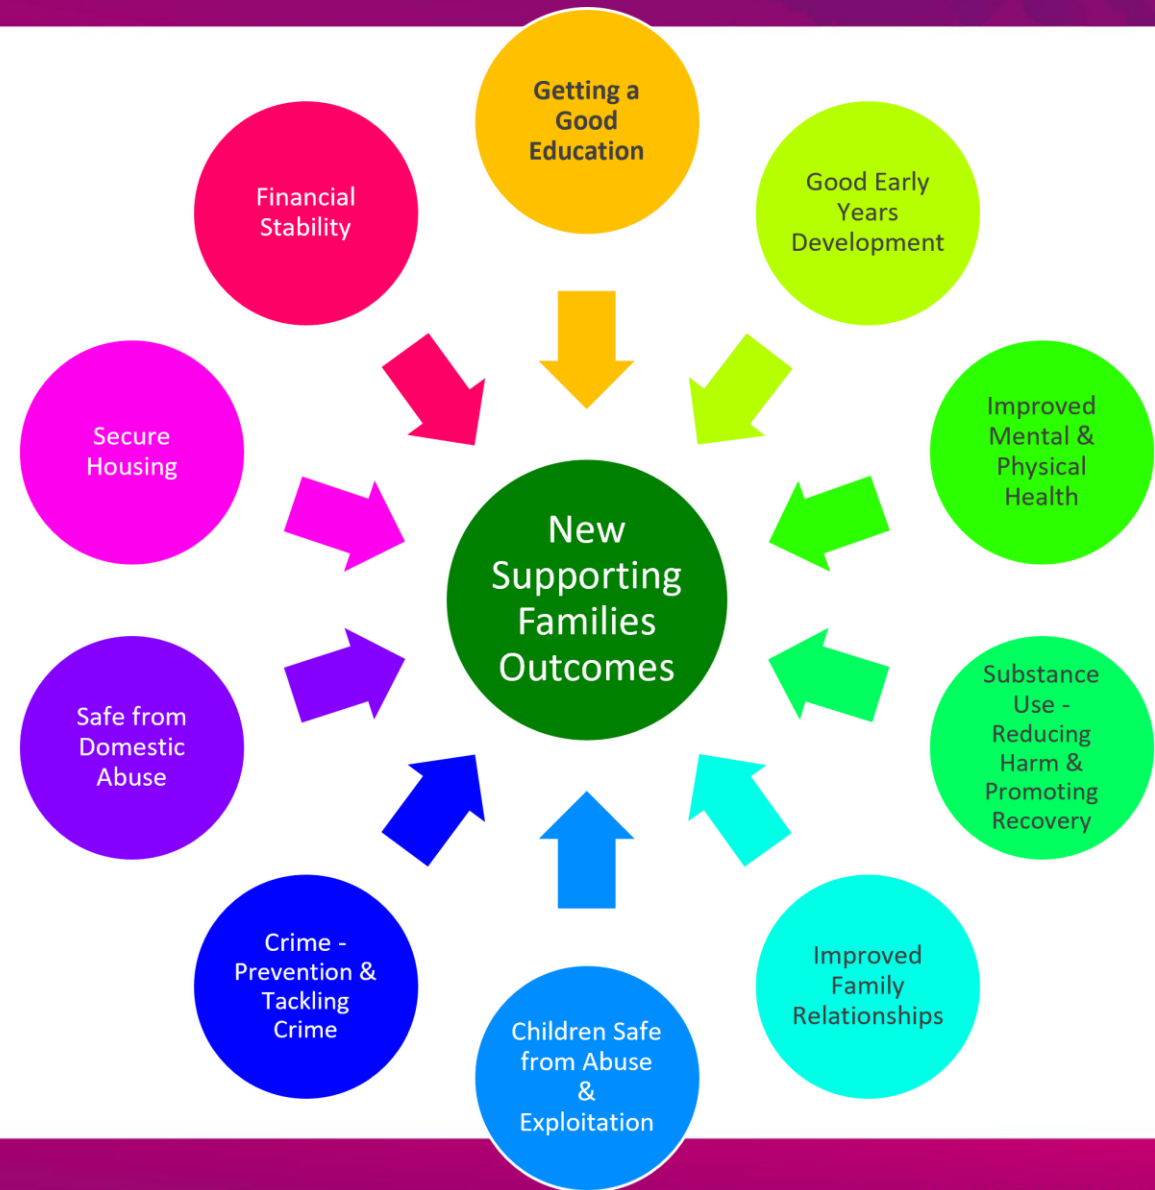 Getting a
Good
Education
Good Early
Years
Development
Improved
Mental &
Physical
Health
Substance
Use -
Reducing
Harm &
Promoting
Recovery
Improved
Family
Relationships
Children Safe
from Abuse
&
Exploitation
Crime -
Prevention &
Tackling
Crime
Safe from
Domestic
Abuse
Secure
Housing
Financial
Stability
New
Supporting
Families
Outcomes